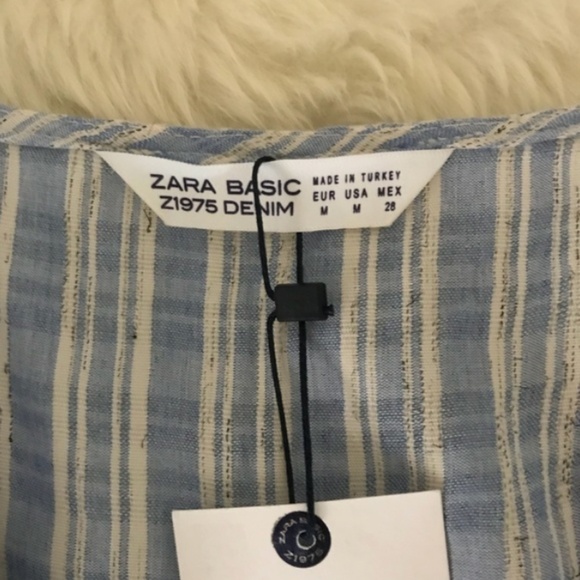 ZARA BASIC
Z1975 DENIM
MADE IN TURKEY
EUR USA MEX
M M 28
ZARA BASIC
Z1975